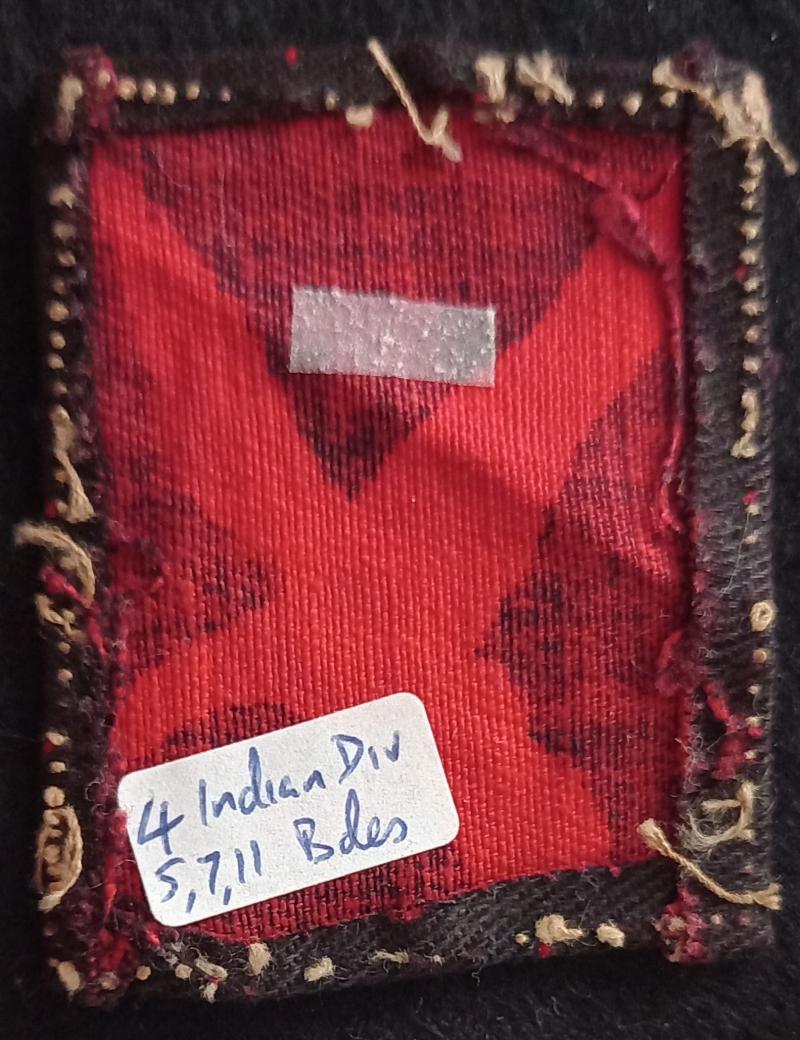 4 Indian Div
5,7,11 Bdes